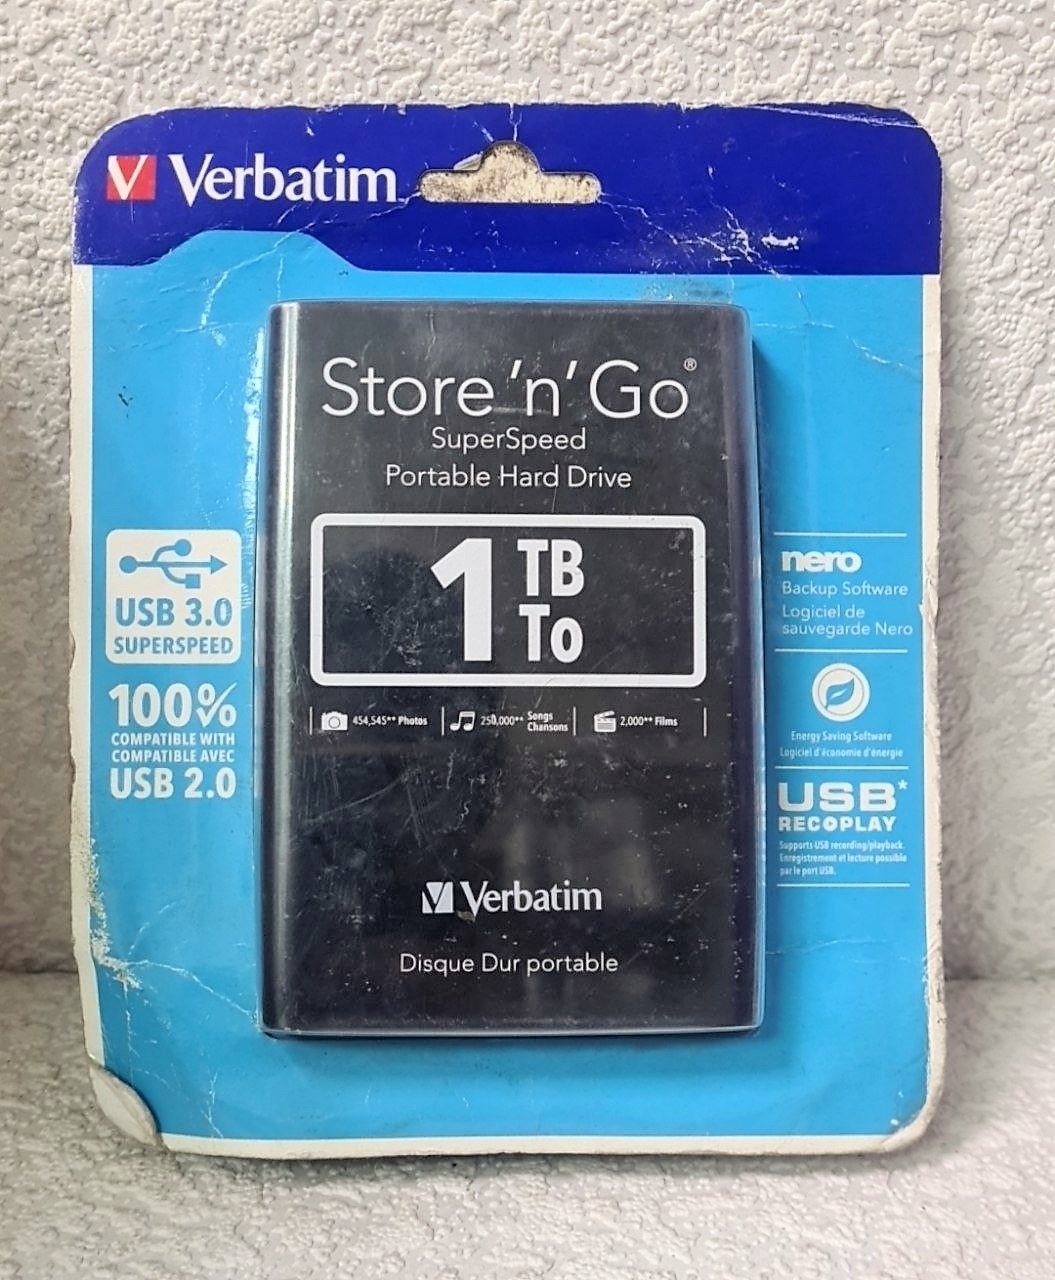 Verbatim
Store 'n' Go®
SuperSpeed
Portable Hard Drive
1 TB
To
454,545** Photos
250,000** Songs
Chansons
2,000** Films
Verbatim
Disque Dur portable
USB 3.0
SUPERSPEED
100%
COMPATIBLE WITH
COMPATIBLE AVEC
USB 2.0
nero
Backup Software
Logiciel de
sauvegarde Nero
Energy Saving Software
Logiciel d'économie d'énergie
USB*
RECOPLAY
Supports USB recording/playback.
Enregistrement et lecture possible
par le port USB.